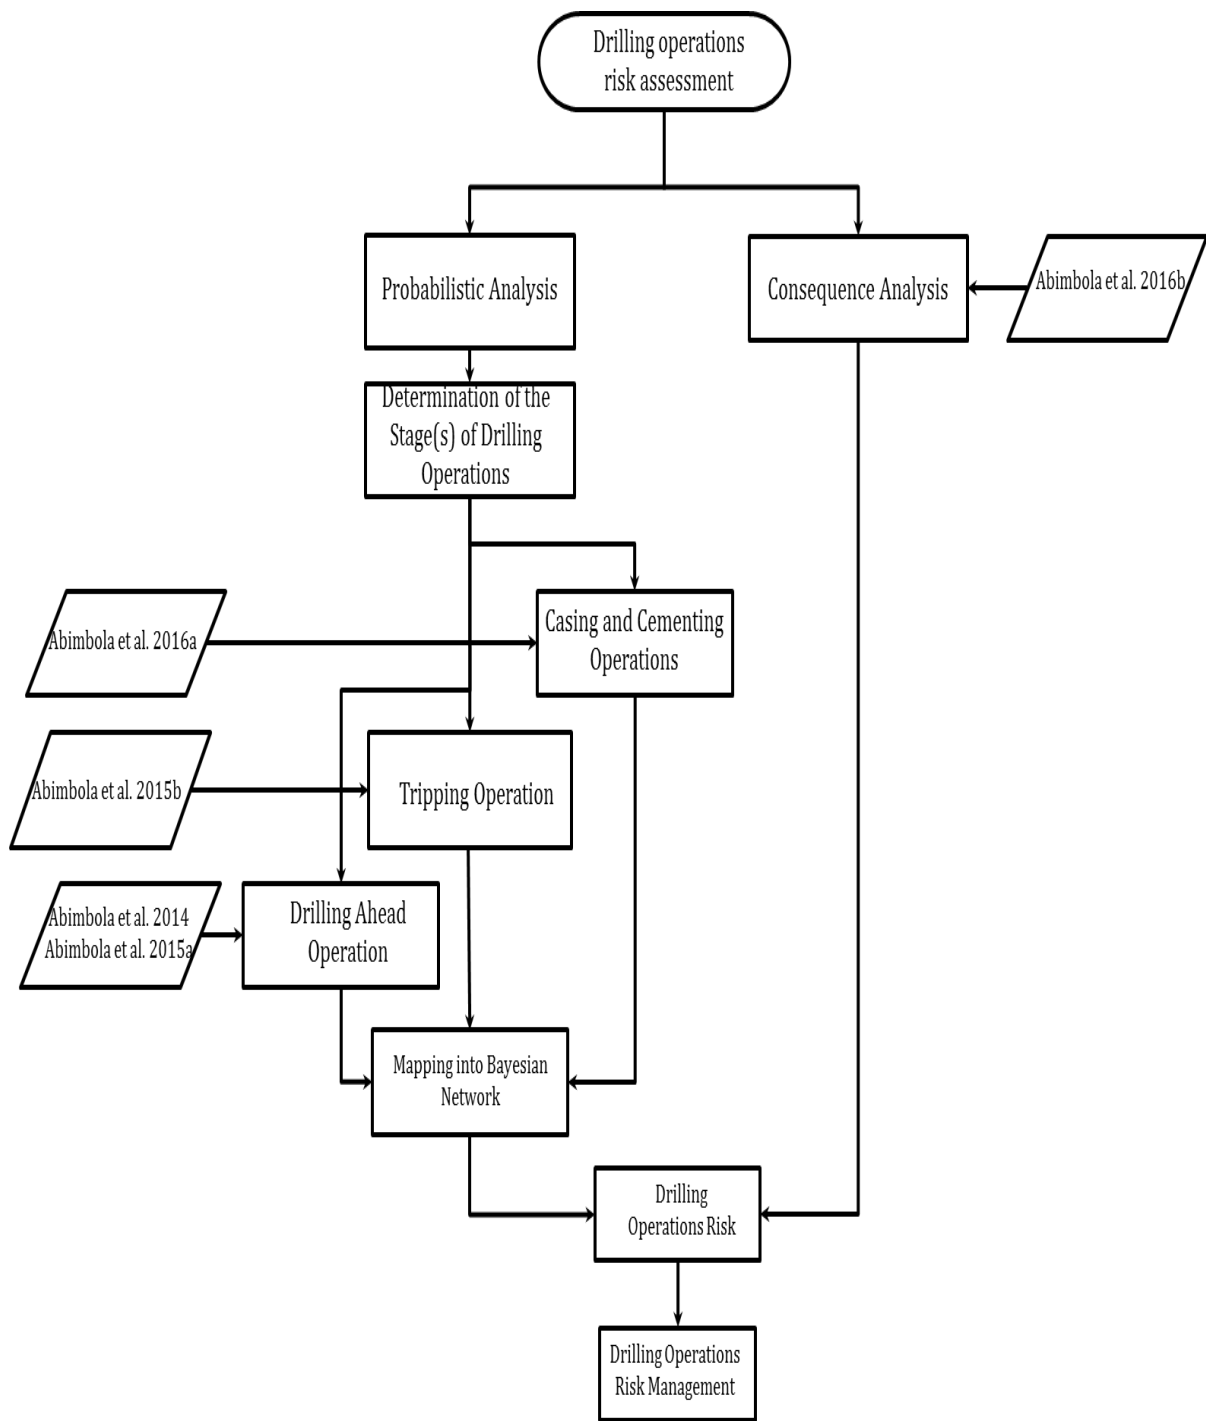 Drilling operations
risk assessment
Probabilistic Analysis
Consequence Analysis
Abimbola et al. 2016b
Determination of the
Stage(s) of Drilling
Operations
Abimbola et al. 2016a
Casing and Cementing
Operations
Abimbola et al. 2015b
Tripping Operation
Abimbola et al. 2014
Abimbola et al. 2015a
Drilling Ahead
Operation
Mapping into Bayesian
Network
Drilling
Operations Risk
Drilling Operations
Risk Management